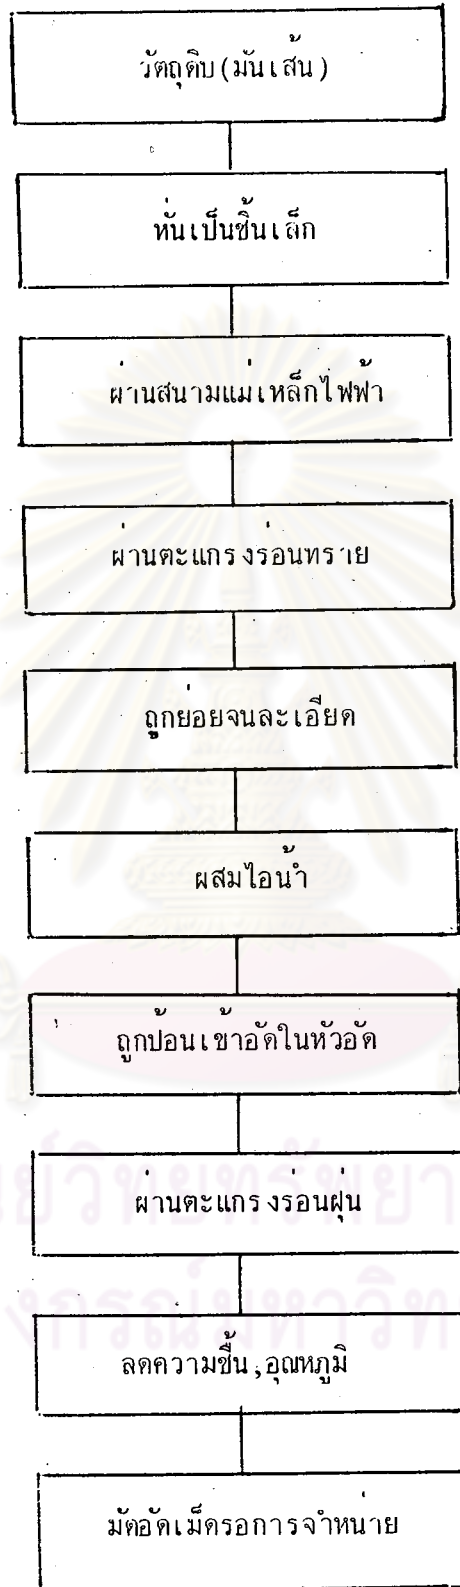 วัตถุดิบ(มันเส้น)
หั่นเป็นชิ้นเล็ก
ผ่านสนามแม่เหล็กไฟฟ้า
ผ่านตะแกรงร่อนทราย
ถูกย่อยจนละเอียด
ผสมไอน้ำ
ถูกป้อนเข้าอัดในหัวอัด
ผ่านตะแกรงร่อนฝุ่น
ลดความชื้น,อุณหภูมิ
มัดอัดเม็ดรอการจำหน่าย